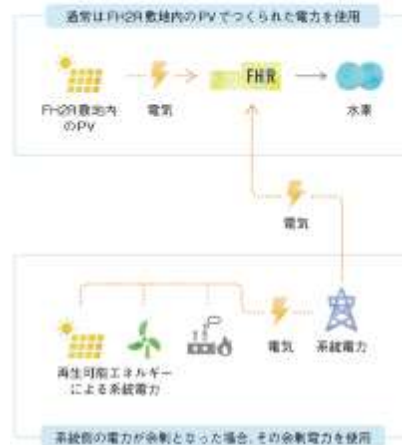 通常はFH2R敷地内のPVでつくられた電力を使用
FH2R敷地内
のPV
電気
FH2R
水素
電気
再生可能エネルギー
による系統電力
電気
系統電力
系統側の電力が余剰となった場合、その余剰電力を使用